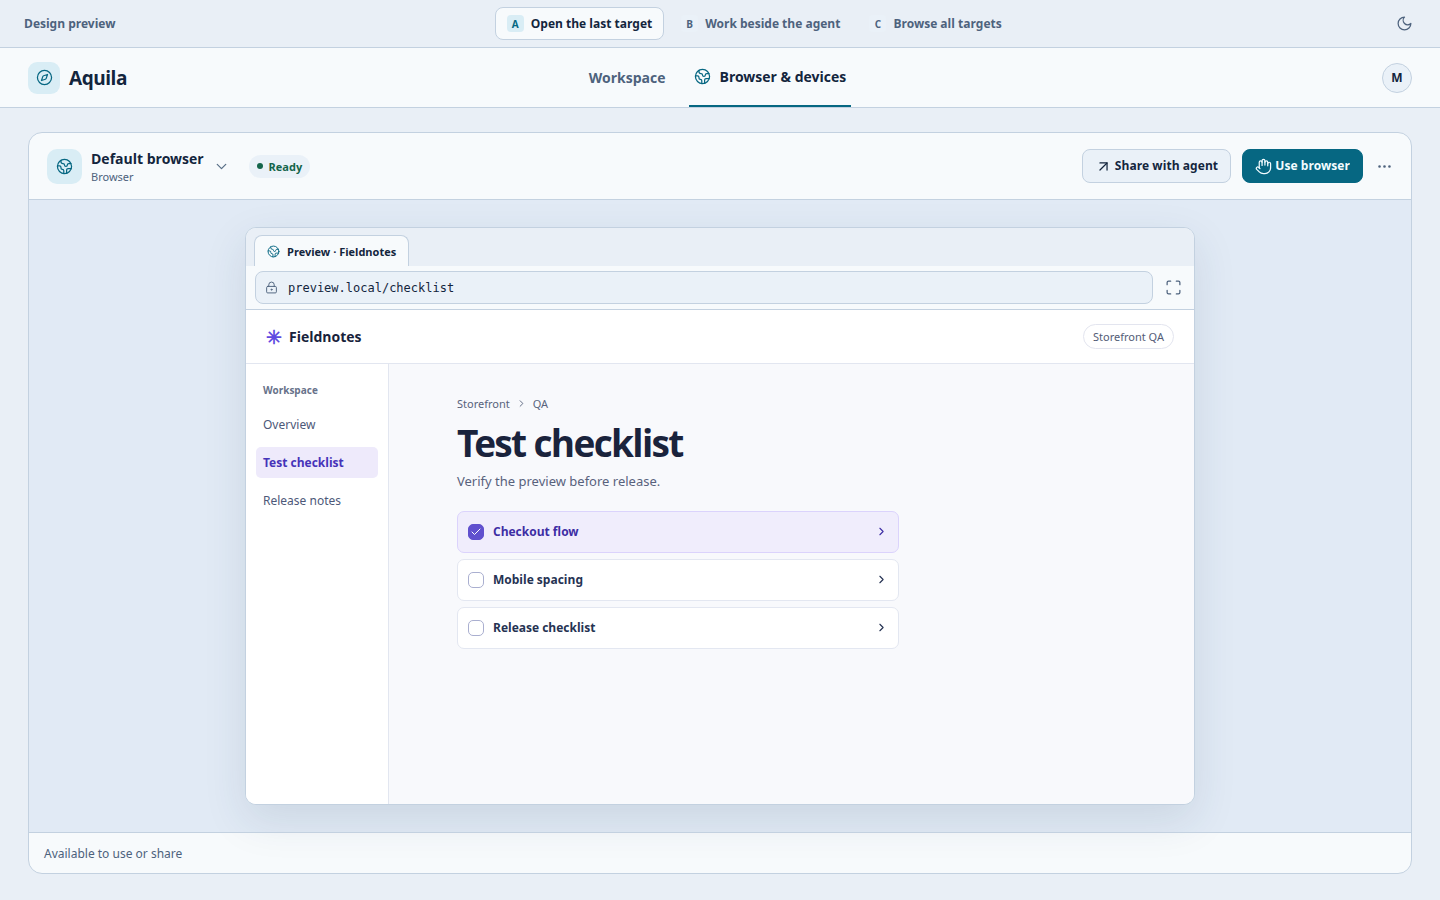 Design preview
A Open the last target
B Work beside the agent
C Browse all targets
Aquila
Workspace
Browser & devices
M
Default browser
Browser
Ready
Share with agent
Use browser
Preview · Fieldnotes
preview.local/checklist
Fieldnotes
Storefront QA
Workspace
Overview
Test checklist
Release notes
Storefront > QA
Test checklist
Verify the preview before release.
Checkout flow
Mobile spacing
Release checklist
Available to use or share